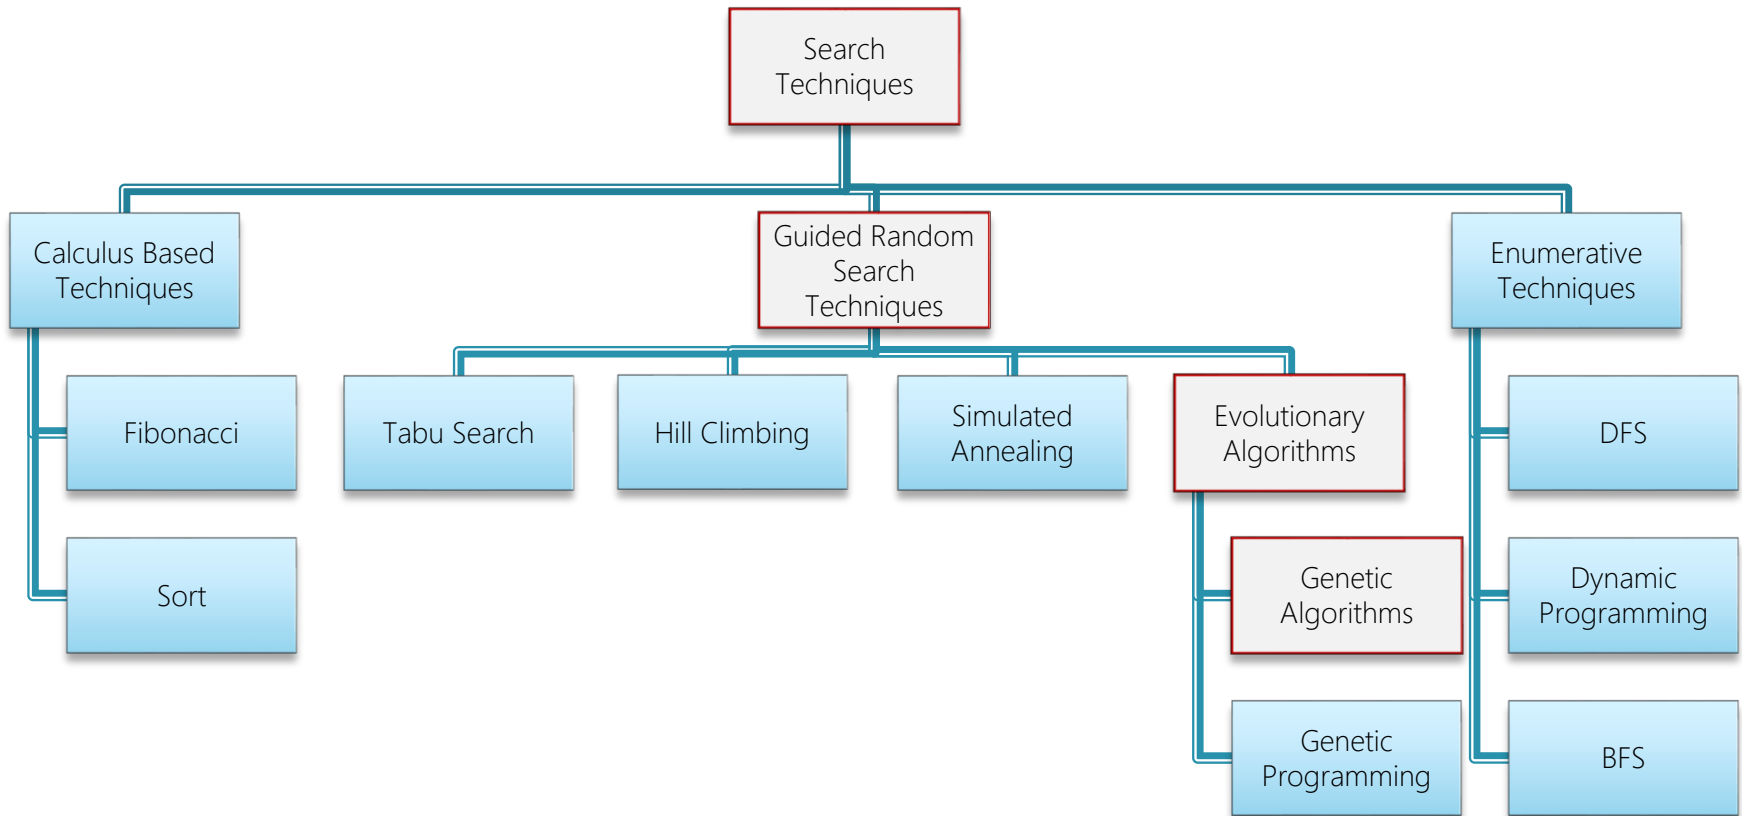 Search
Techniques
Calculus Based
Techniques
Guided Random
Search
Techniques
Enumerative
Techniques
Fibonacci
Tabu Search
Hill Climbing
Simulated
Annealing
Evolutionary
Algorithms
DFS
Sort
Genetic
Algorithms
Dynamic
Programming
Genetic
Programming
BFS